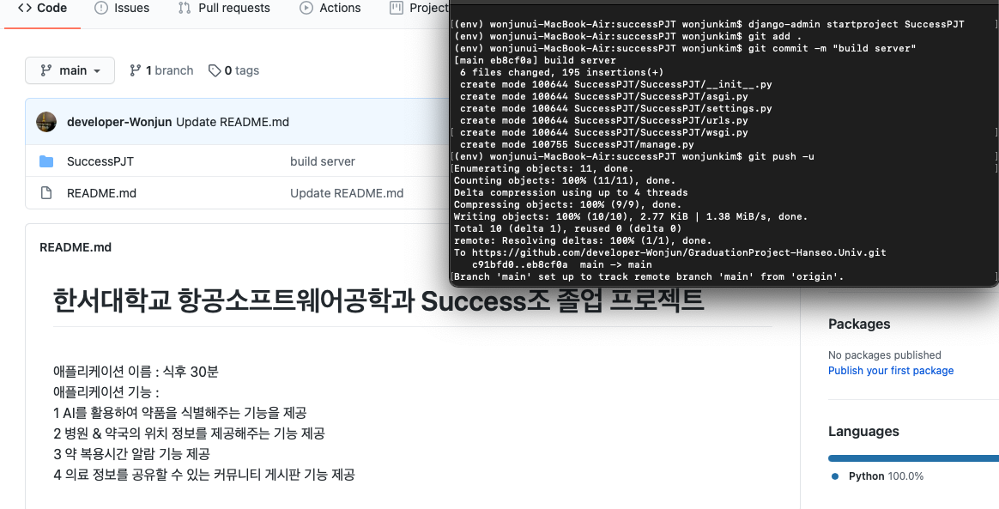 Code Issues Pull requests Actions Project
main 1 branch 0 tags
developer-Wonjun Update README.md
SuccessPJT build server
README.md Update README.md
README.md
한서대학교 항공소프트웨어공학과 Success조 졸업 프로젝트
애플리케이션 이름 : 식후 30분
애플리케이션 기능 :
1 AI를 활용하여 약품을 식별해주는 기능을 제공
2 병원 & 약국의 위치 정보를 제공해주는 기능 제공
3 약 복용시간 알람 기능 제공
4 의료 정보를 공유할 수 있는 커뮤니티 게시판 기능 제공
[(env) wonjunui-MacBook-Air:successPJT wonjunkim$ django-admin startproject SuccessPJT ]
(env) wonjunui-MacBook-Air:successPJT wonjunkim$ git add .
(env) wonjunui-MacBook-Air:successPJT wonjunkim$ git commit -m "build server"
[main eb8cf0a] build server
6 files changed, 195 insertions(+)
create mode 100644 SuccessPJT/SuccessPJT/__init__.py
create mode 100644 SuccessPJT/SuccessPJT/asgi.py
create mode 100644 SuccessPJT/SuccessPJT/settings.py
create mode 100644 SuccessPJT/SuccessPJT/urls.py
[ create mode 100644 SuccessPJT/SuccessPJT/wsgi.py ]
create mode 100755 SuccessPJT/manage.py
[(env) wonjunui-MacBook-Air:successPJT wonjunkim$ git push -u ]
[Enumerating objects: 11, done. ]
Counting objects: 100% (11/11), done.
Delta compression using up to 4 threads
Compressing objects: 100% (9/9), done.
Writing objects: 100% (10/10), 2.77 KiB | 1.38 MiB/s, done.
Total 10 (delta 1), reused 0 (delta 0)
remote: Resolving deltas: 100% (1/1), done.
To https://github.com/developer-Wonjun/GraduationProject-Hanseo.Univ.git
c91bfd0..eb8cf0a main -> main
[Branch 'main' set up to track remote branch 'main' from 'origin'. ]
Packages
No packages published
Publish your first package
Languages
Python 100.0%